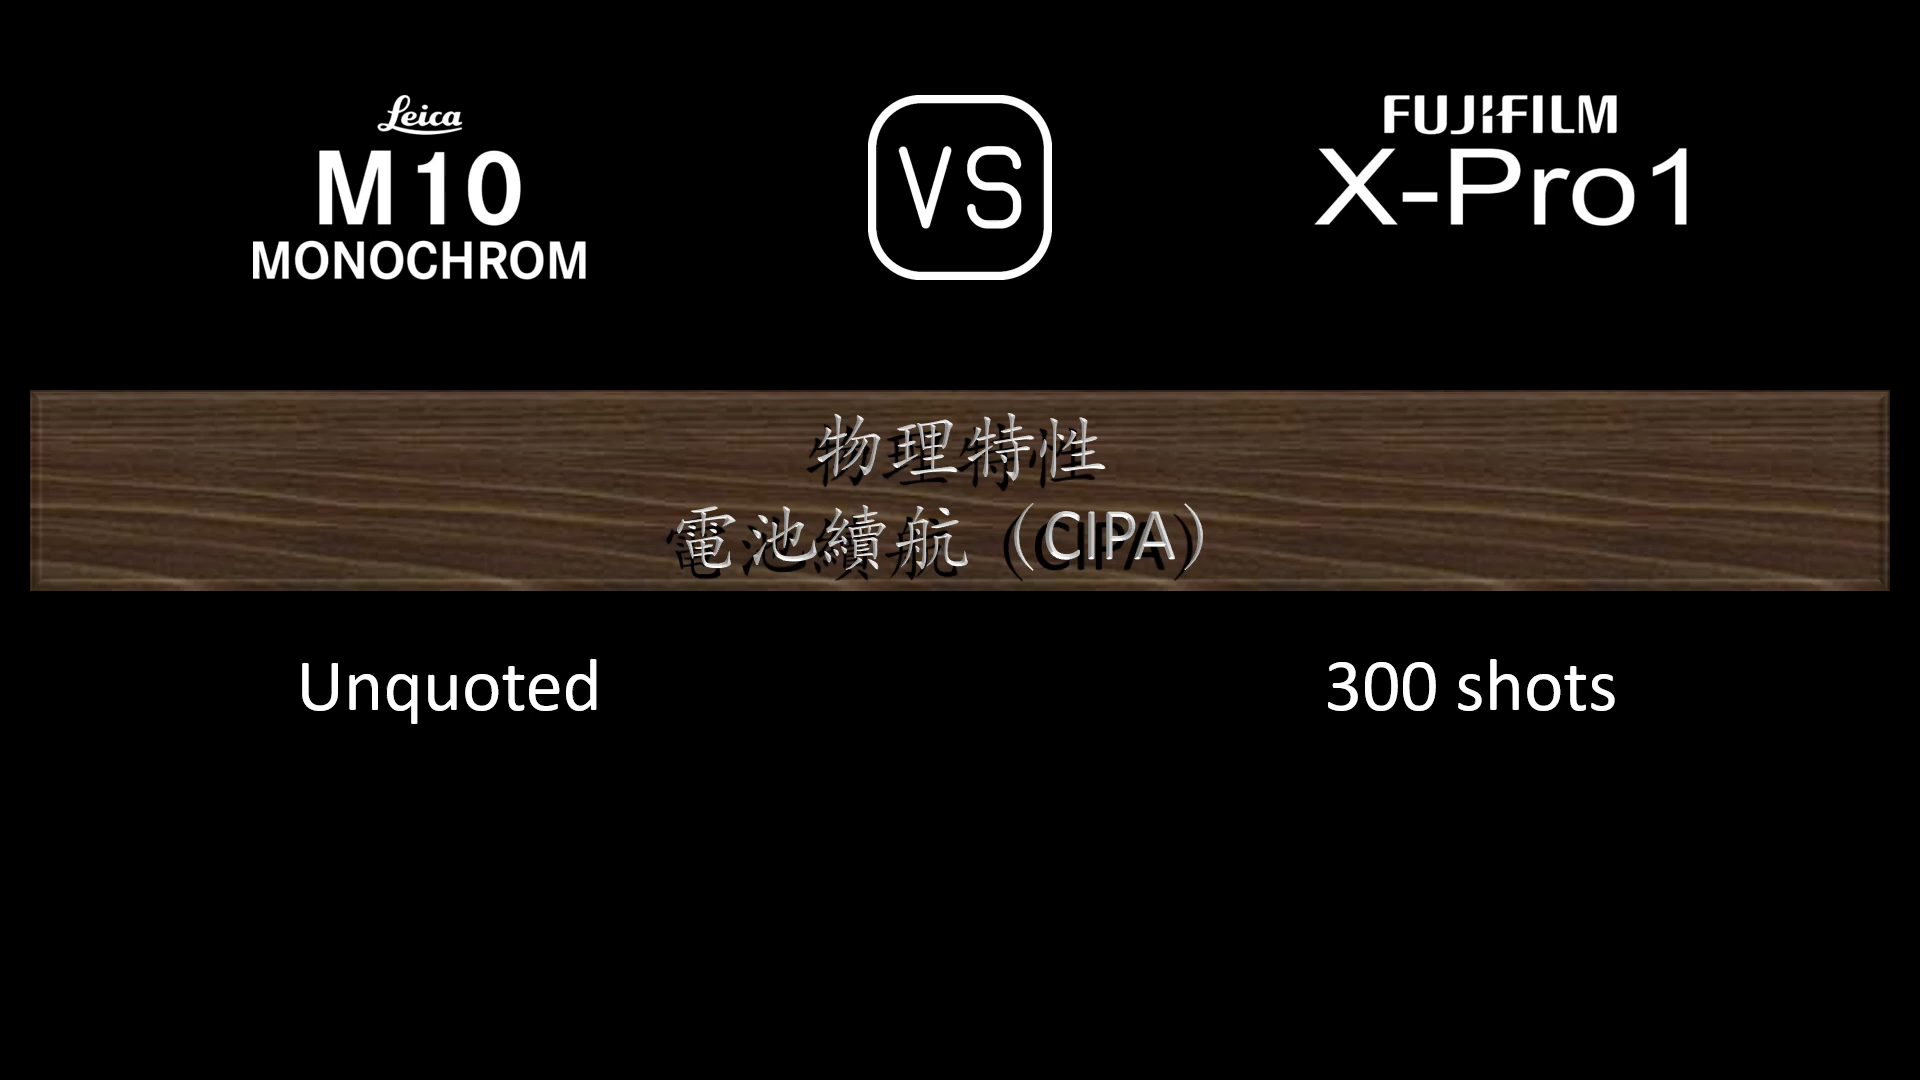 Leica
M10
MONOCHROM
VS
FUJIFILM
X-Pro1
物理特性
電池續航（CIPA）
Unquoted
300 shots